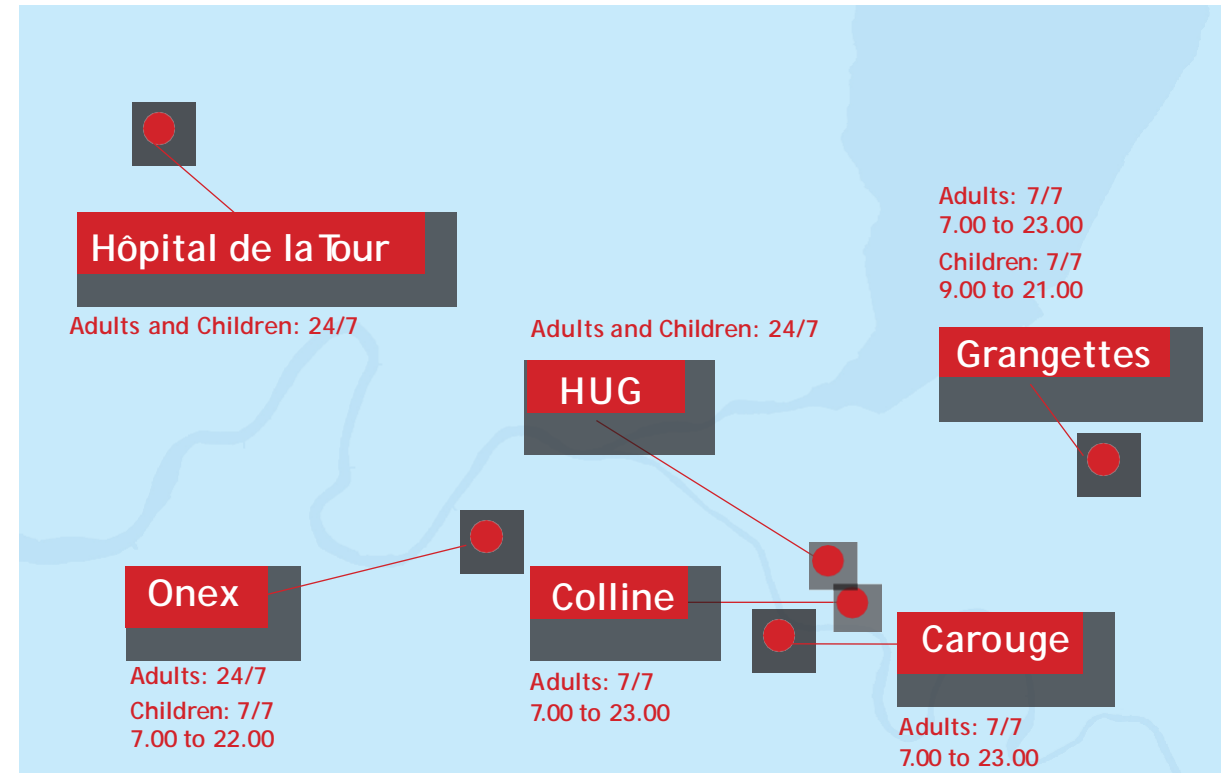 Hôpital de la Tour
Adults and Children: 24/7
Adults and Children: 24/7
HUG
Adults: 7/7
7.00 to 23.00
Children: 7/7
9.00 to 21.00
Grangettes
Onex
Adults: 24/7
Children: 7/7
7.00 to 22.00
Colline
Adults: 7/7
7.00 to 23.00
Carouge
Adults: 7/7
7.00 to 23.00